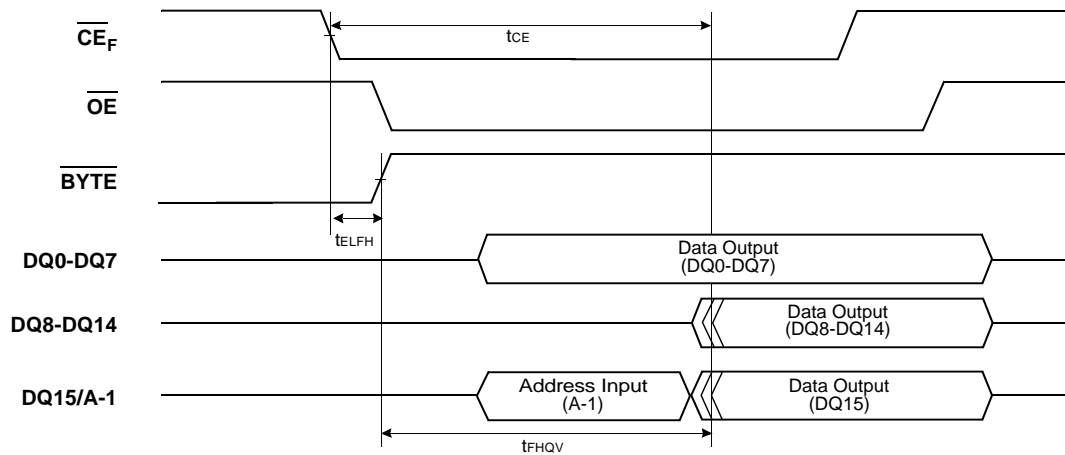 CEF
tCE
OE
BYTE
tELFH
DQ0-DQ7
Data Output
(DQ0-DQ7)
DQ8-DQ14
Data Output
(DQ8-DQ14)
DQ15/A-1
Address Input
(A-1)
Data Output
(DQ15)
tFHQV